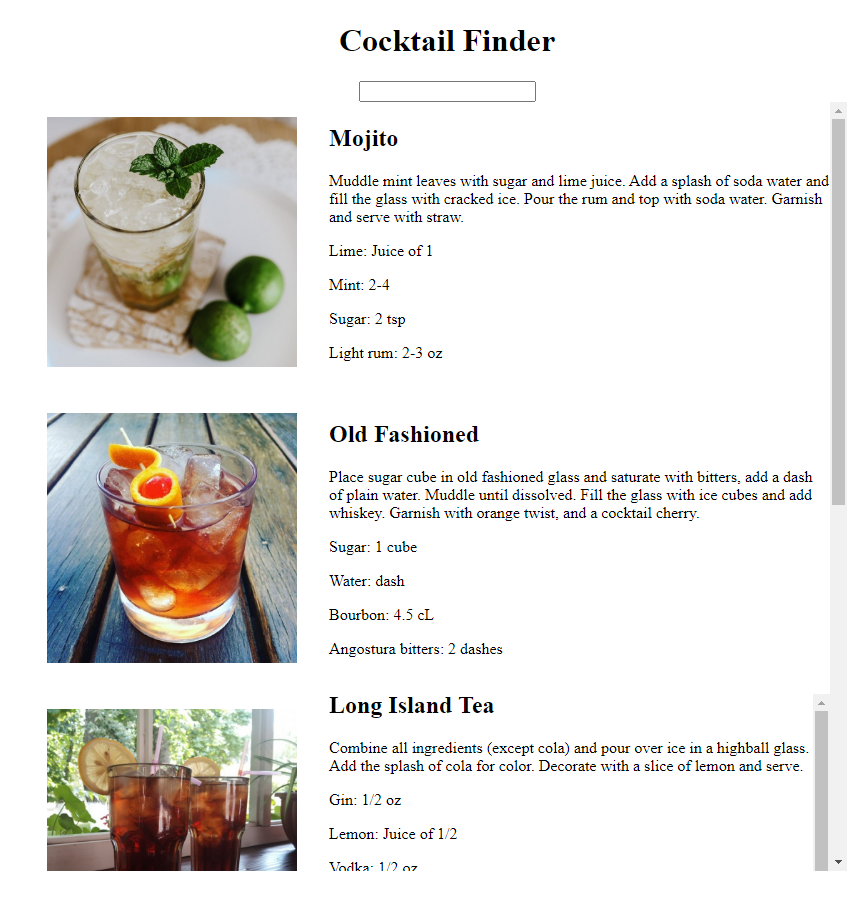 Cocktail Finder
Mojito
Muddle mint leaves with sugar and lime juice. Add a splash of soda water and
fill the glass with cracked ice. Pour the rum and top with soda water. Garnish
and serve with straw.
Lime: Juice of 1
Mint: 2-4
Sugar: 2 tsp
Light rum: 2-3 oz
Old Fashioned
Place sugar cube in old fashioned glass and saturate with bitters, add a dash
of plain water. Muddle until dissolved. Fill the glass with ice cubes and add
whiskey. Garnish with orange twist, and a cocktail cherry.
Sugar: 1 cube
Water: dash
Bourbon: 4.5 cL
Angostura bitters: 2 dashes
Long Island Tea
Combine all ingredients (except cola) and pour over ice in a highball glass.
Add the splash of cola for color. Decorate with a slice of lemon and serve.
Gin: 1/2 oz
Lemon: Juice of 1/2
Vodka: 1/2 oz